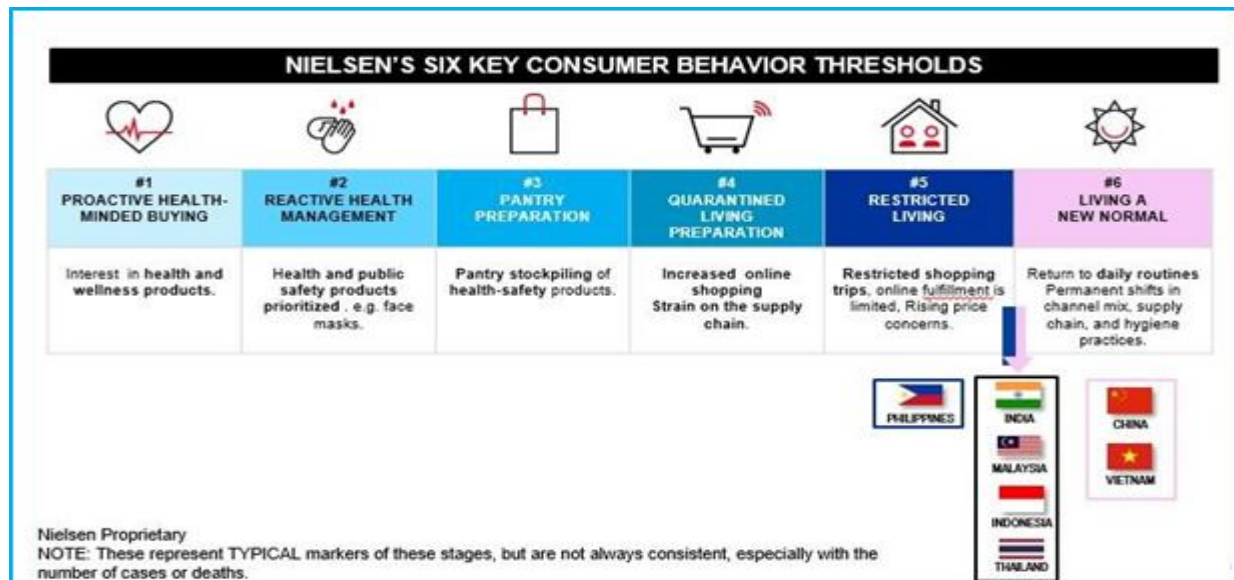 NIELSEN'S SIX KEY CONSUMER BEHAVIOR THRESHOLDS
#1
PROACTIVE HEALTH-
MINDED BUYING
Interest in health and
wellness products.
#2
REACTIVE HEALTH
MANAGEMENT
Health and public
safety products
prioritized , e.g. face
masks.
#3
PANTRY
PREPARATION
Pantry stockpiling of
health-safety products.
#4
QUARANTINED
LIVING
PREPARATION
Increased online
shopping
Strain on the supply
chain.
#5
RESTRICTED
LIVING
Restricted shopping
trips, online fulfillment is
limited, Rising price
concerns.
#6
LIVING A
NEW NORMAL
Return to daily routines
Permanent shifts in
channel mix, supply
chain, and hygiene
practices.
PHILIPPINES
INDIA
MALAYSIA
INDONESIA
THAILAND
CHINA
VIETNAM
Nielsen Proprietary
NOTE: These represent TYPICAL markers of these stages, but are not always consistent, especially with the
number of cases or deaths.